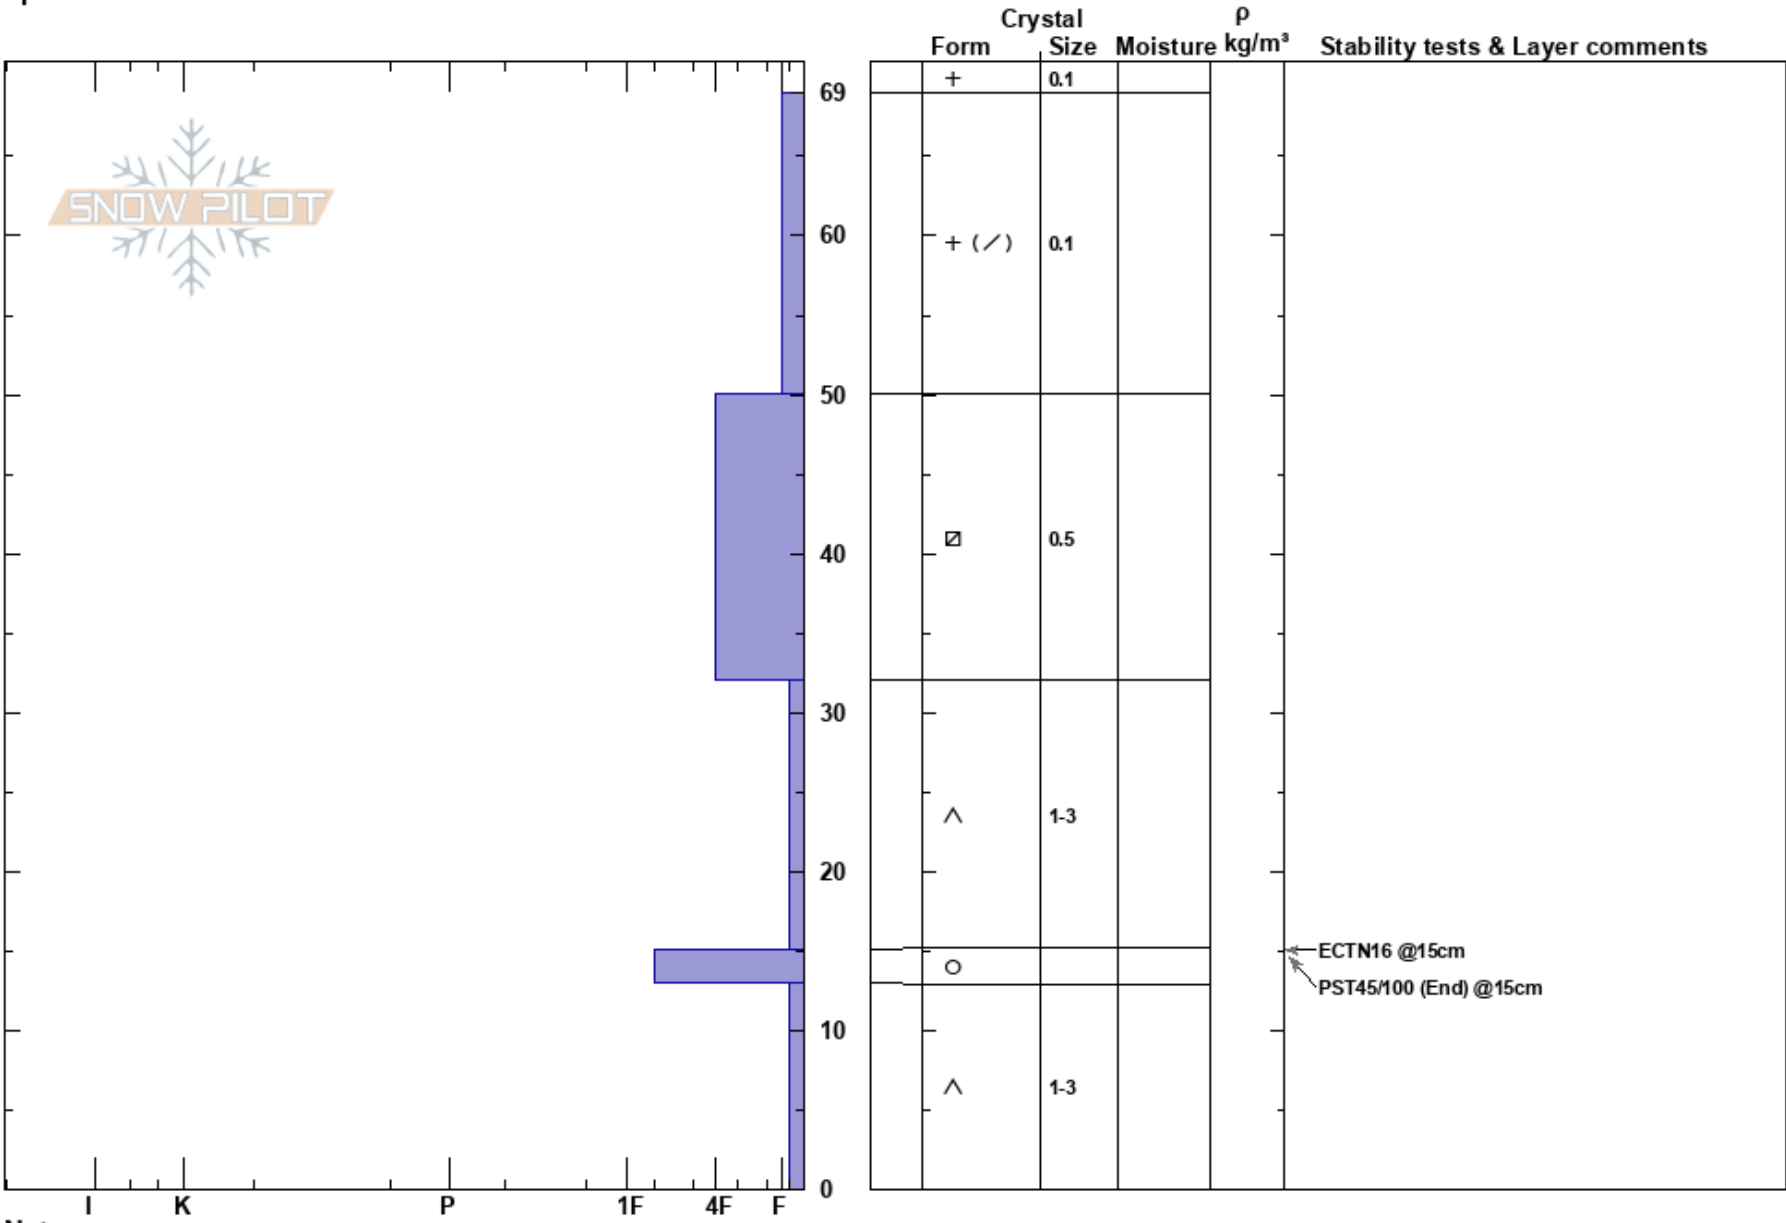 Crystal ρ
Form Size Moisture kg/m³ Stability tests & Layer comments
+ 0.1
69
SNOW PILOT
60 + (/) 0.1
50
0.5
40
30
1-3
20
ECTN16 @15cm
PST45/100 (End) @15cm
10
1-3
0
I K P 1F 4F F